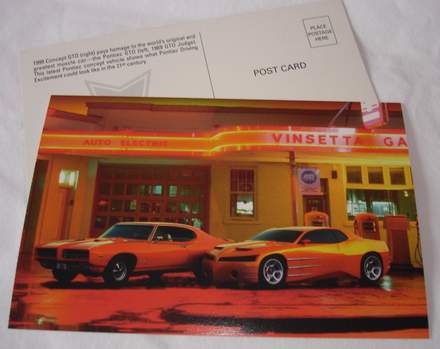 1999 Concept GTO (right) pays homage to the world's original and
greatest muscle car—the Pontiac GTO (left, 1969 GTO Judge).
This latest Pontiac concept vehicle shows what Pontiac Driving
Excitement could look like in the 21st century.
PLACE
POSTAGE
HERE
POST CARD
AUTO ELECTRIC
VINSETTA GA